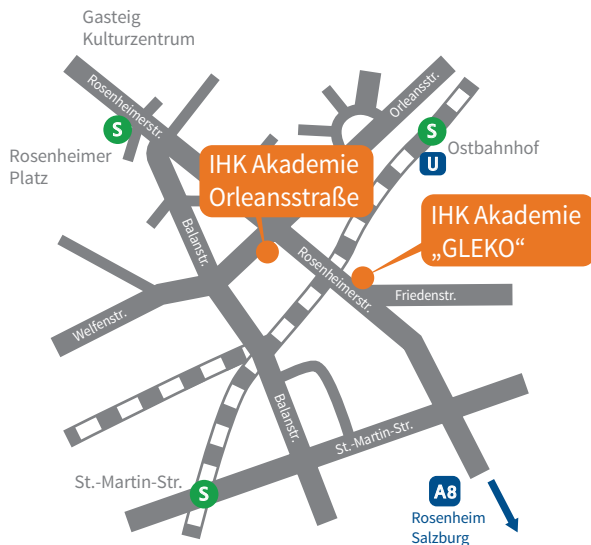 Gasteig
Kulturzentrum
Rosenheimerstr.
Orleansstr.
S
S
Rosenheimer
Platz
Ostbahnhof
U
IHK Akademie
Orleansstraße
IHK Akademie
„GLEKO“
Balanstr.
Rosenheimerstr.
Friedenstr.
Welfenstr.
Balanstr.
St.-Martin-Str.
St.-Martin-Str.
S
A8
Rosenheim
Salzburg